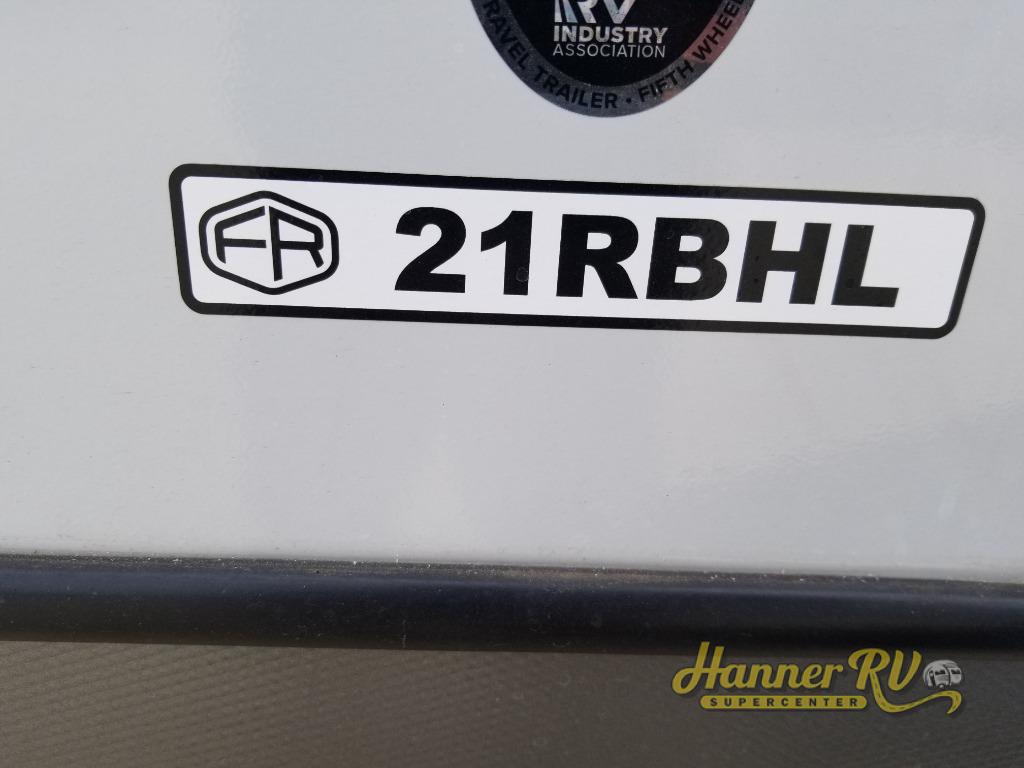 RV
INDUSTRY
ASSOCIATION
TRAVEL TRAILER • FIFTH WHEEL
FR 21RBHL
Hanner RV
SUPERCENTER